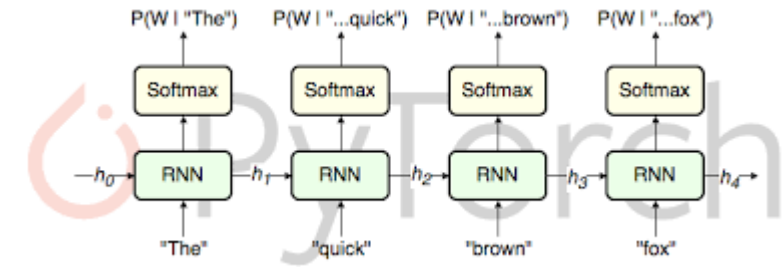 P(W | "The") P(W | "...quick") P(W | "...brown") P(W | "...fox")
Softmax Softmax Softmax Softmax
h0 RNN h1 RNN h2 RNN h3 RNN h4
"The" "quick" "brown" "fox"
PyTorch